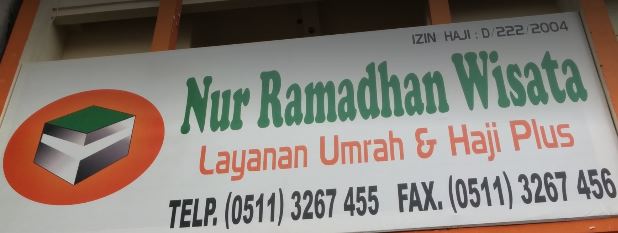 IZIN HAJI : D/222/2004
Nur Ramadhan Wisata
Layanan Umrah & Haji Plus
TELP. (0511) 3267 455 FAX. (0511) 3267 456